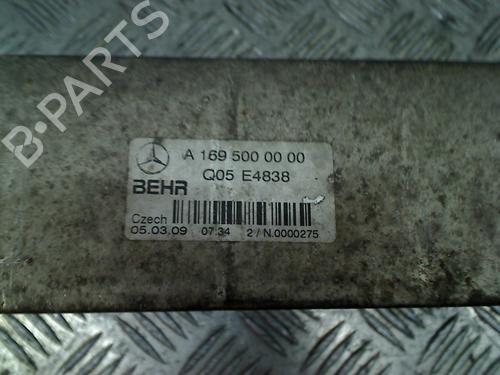 B-PARTS
A 169 500 00 00
Q05 E4838
BEHR
Czech
05.03.09 07:34 2/N.0000275